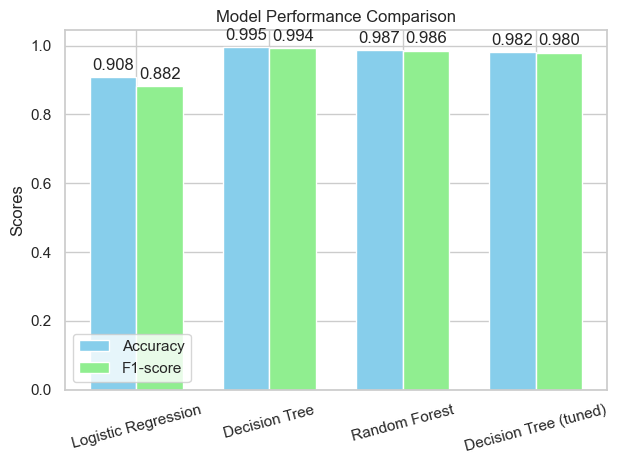 Model Performance Comparison
Scores
1.0
0.8
0.6
0.4
0.2
0.0
0.908
0.882
0.995
0.994
0.987
0.986
0.982
0.980
Accuracy
F1-score
Logistic Regression
Decision Tree
Random Forest
Decision Tree (tuned)